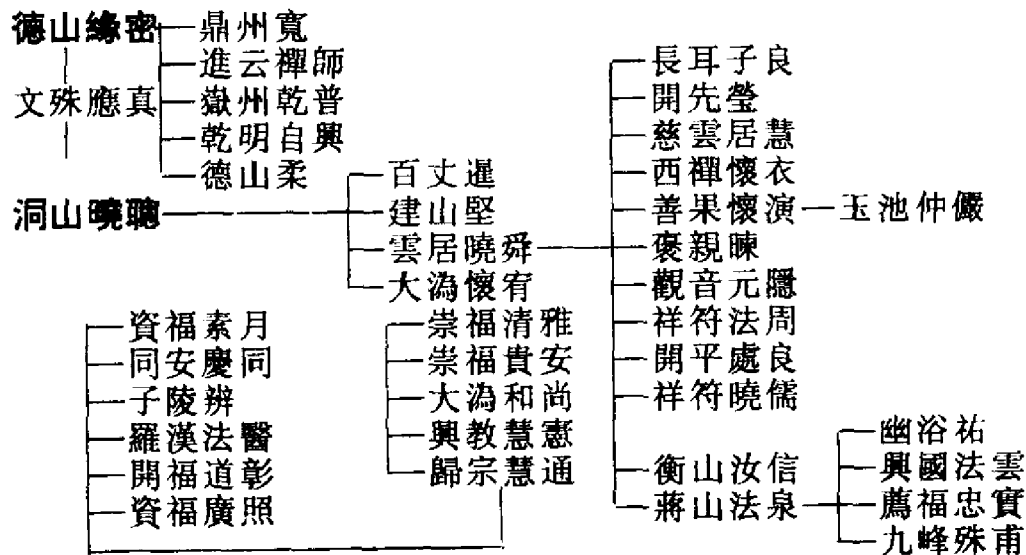 德山緣密
鼎州寬
進云禪師
文殊應真
嶽州乾普
乾明自興
德山柔
洞山曉聰
百丈暹
建山堅
雲居曉舜
大溈懷宥
長耳子良
開先瑩
慈雲居慧
西禪懷衣
善果懷演
玉池仲儼
褒親暕
觀音元隱
祥符法周
開平處良
祥符曉儒
衡山汝信
蔣山法泉
幽浴祐
興國法雲
薦福忠實
九峰殊甫
崇福清雅
崇福貴安
大溈和尚
興教慧憲
歸宗慧通
資福素月
同安慶同
子陵辨
羅漢法醫
開福道彰
資福廣照